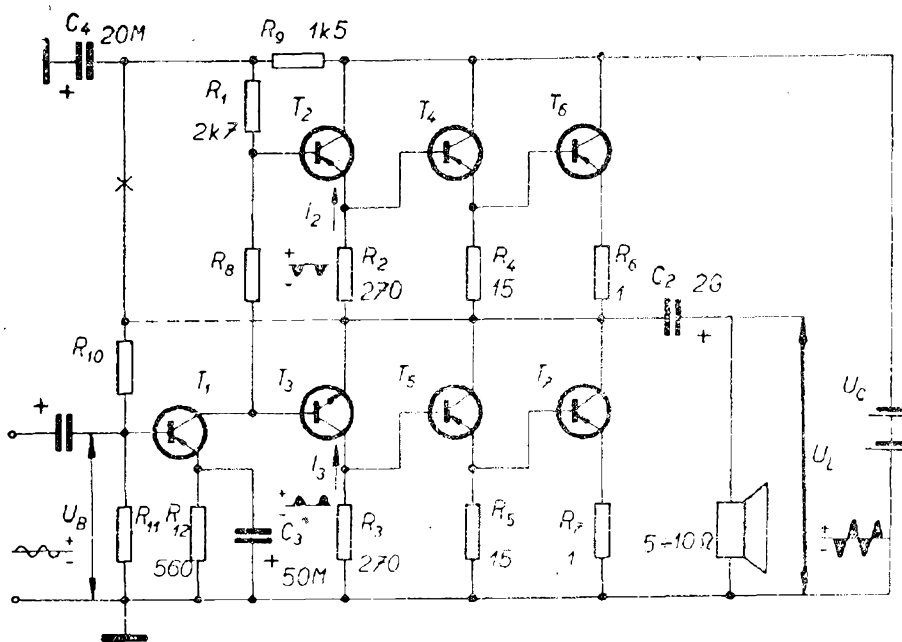 C4
20M
+
R9 1k5
R1
2k7
T2
T4
T6
R8
i2
+
-
R2
270
R4
15
R6
1
C2 2G
+
R10
T1
T3
T5
T7
+
UB
+
-
R11
R12
560
C3
+ 50M
I3
+
-
R3
270
R5
15
R7
1
5-10Ω
UL
UC
+
-